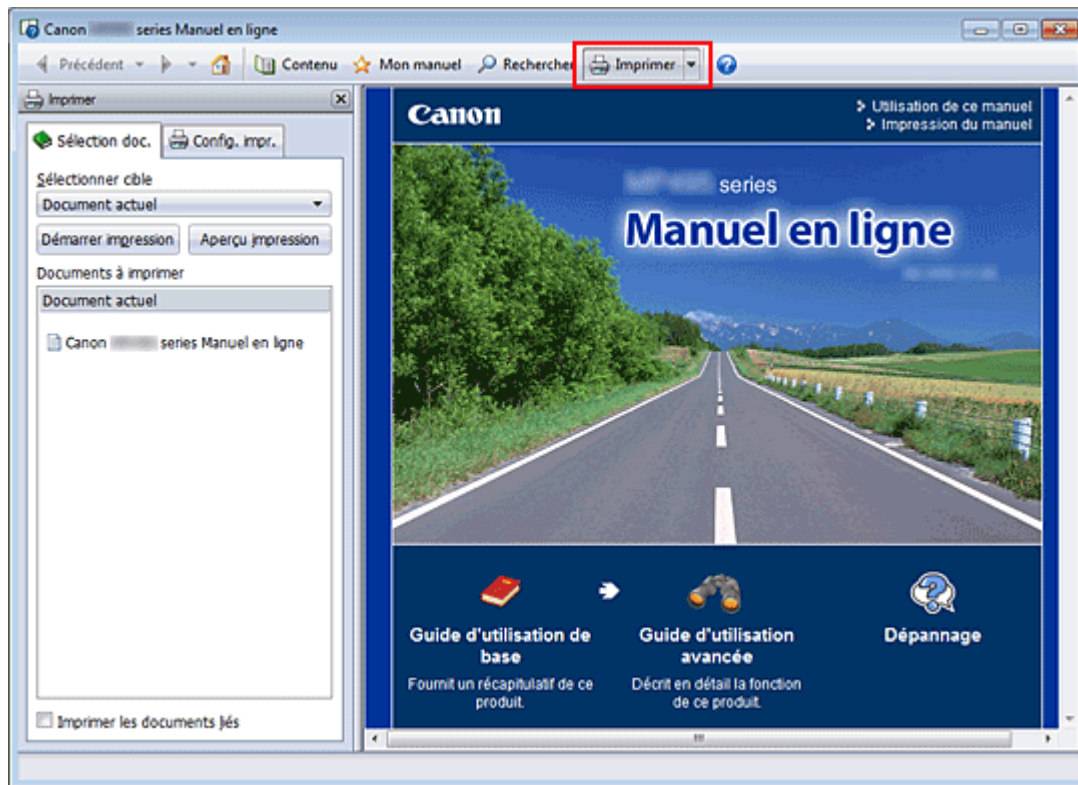 Canon series Manuel en ligne
Précédent Contenu Mon manuel Rechercher Imprimer
Imprimer
Sélection doc. Config. impr.
Sélectionner cible
Document actuel
Démarrer impression Aperçu impression
Documents à imprimer
Document actuel
Canon series Manuel en ligne
Imprimer les documents liés
Canon
Utilisation de ce manuel
Impression du manuel
series
Manuel en ligne
Guide d'utilisation de
base
Fournit un récapitulatif de ce
produit.
Guide d'utilisation
avancée
Décrit en détail la fonction
de ce produit.
Dépannage